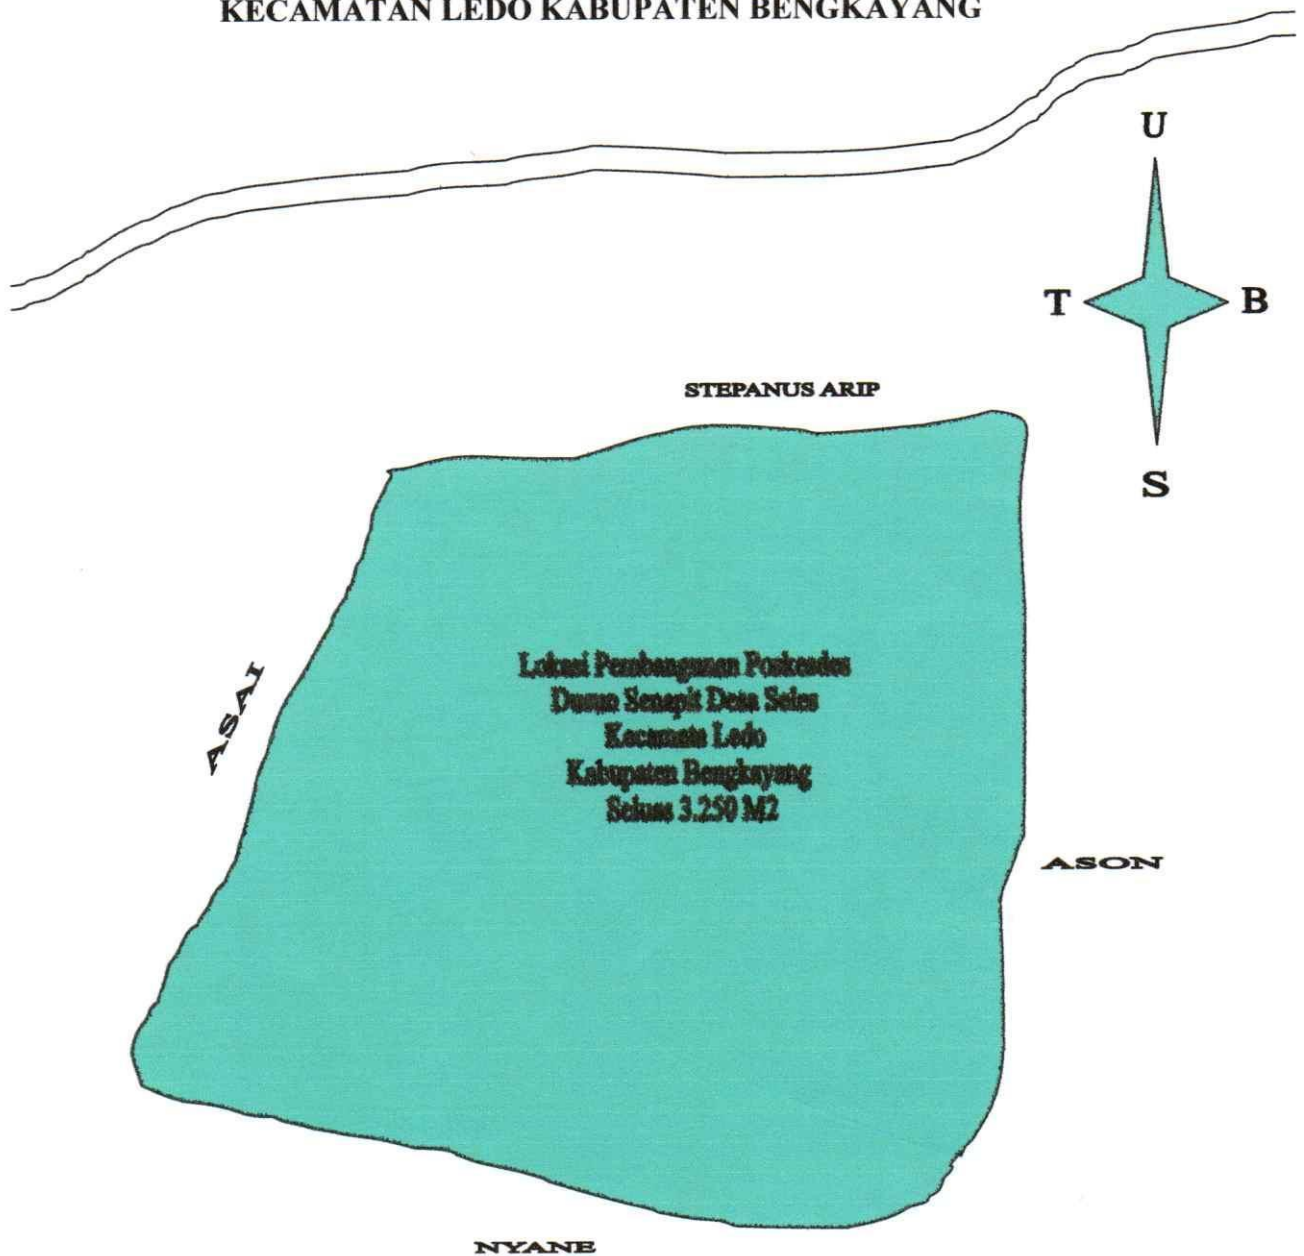 KECAMATAN LEDO KABUPATEN BENGKAYANG
U
T B
S
STEPANUS ARIP
ASAI
Lokasi Pembangunan Poskesdes
Dusun Senapit Desa Seles
Kecamata Ledo
Kabupaten Bengkayang
Seluas 3.250 M2
ASON
NYANE